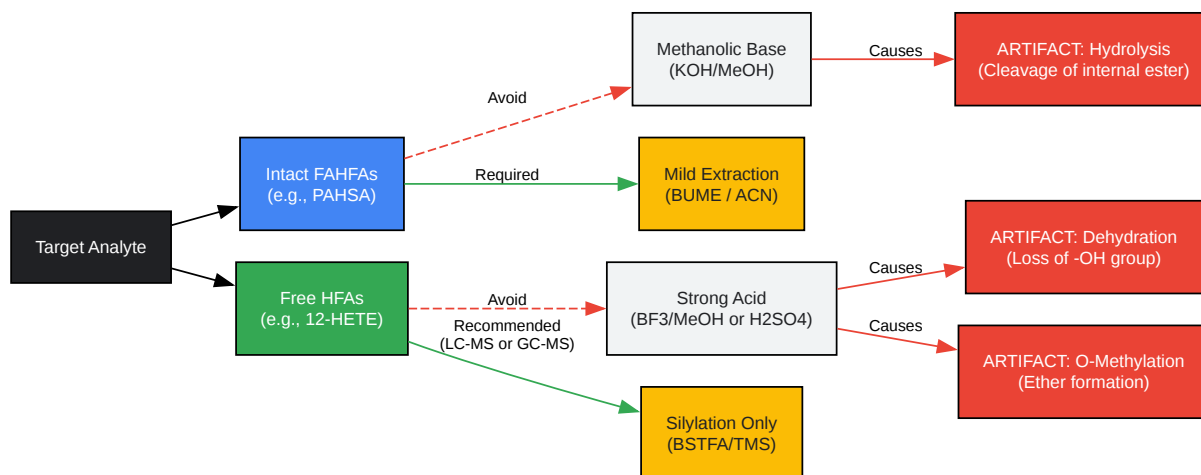 Target Analyte
Intact FAHFAs
(e.g., PAHSA)
Free HFAs
(e.g., 12-HETE)
Avoid
Required
Avoid
Recommended
(LC-MS or GC-MS)
Methanolic Base
(KOH/MeOH)
Mild Extraction
(BUME / ACN)
Strong Acid
(BF3/MeOH or H2SO4)
Silylation Only
(BSTFA/TMS)
Causes
Causes
Causes
ARTIFACT: Hydrolysis
(Cleavage of internal ester)
ARTIFACT: Dehydration
(Loss of -OH group)
ARTIFACT: O-Methylation
(Ether formation)